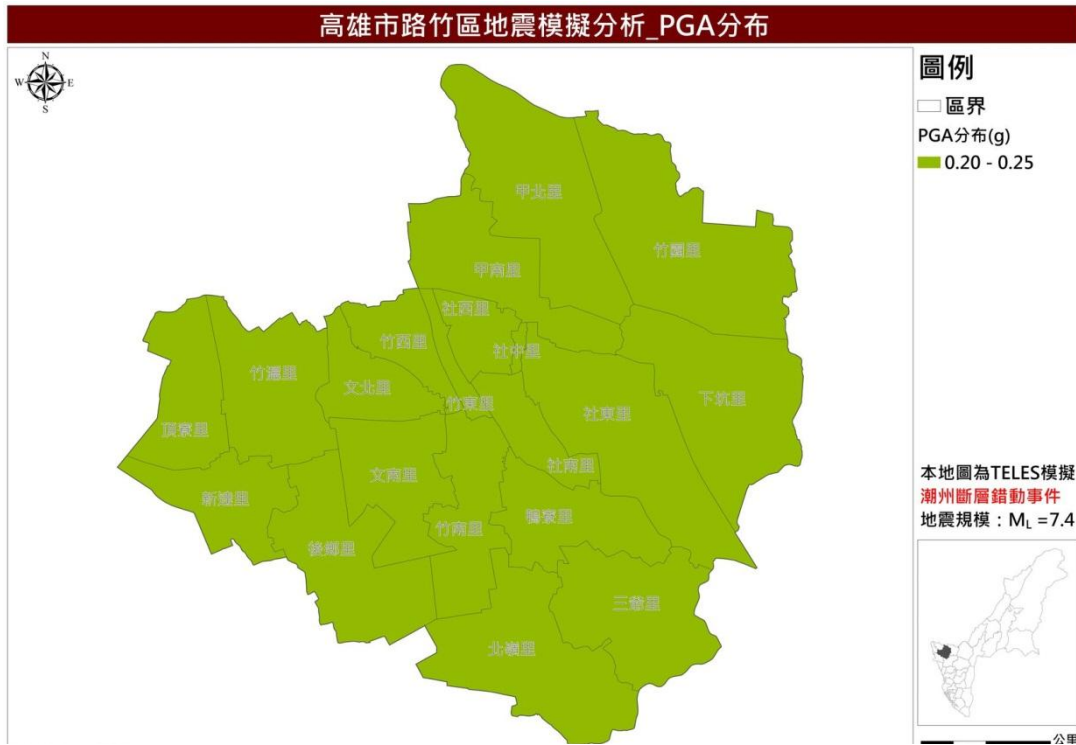 高雄市路竹區地震模擬分析_PGA分布
N
W E
S
圖例
區界
PGA分布(g)
0.20 - 0.25
甲北里
竹園里
甲南里
社西里
竹西里
社中里
竹滬里
文北里
竹東里
社東里
下坑里
頂寮里
社南里
文南里
新達里
鴨寮里
竹南里
後鄉里
三爺里
北嶺里
本地圖為TELES模擬
潮州斷層錯動事件
地震規模：ML =7.4
公里